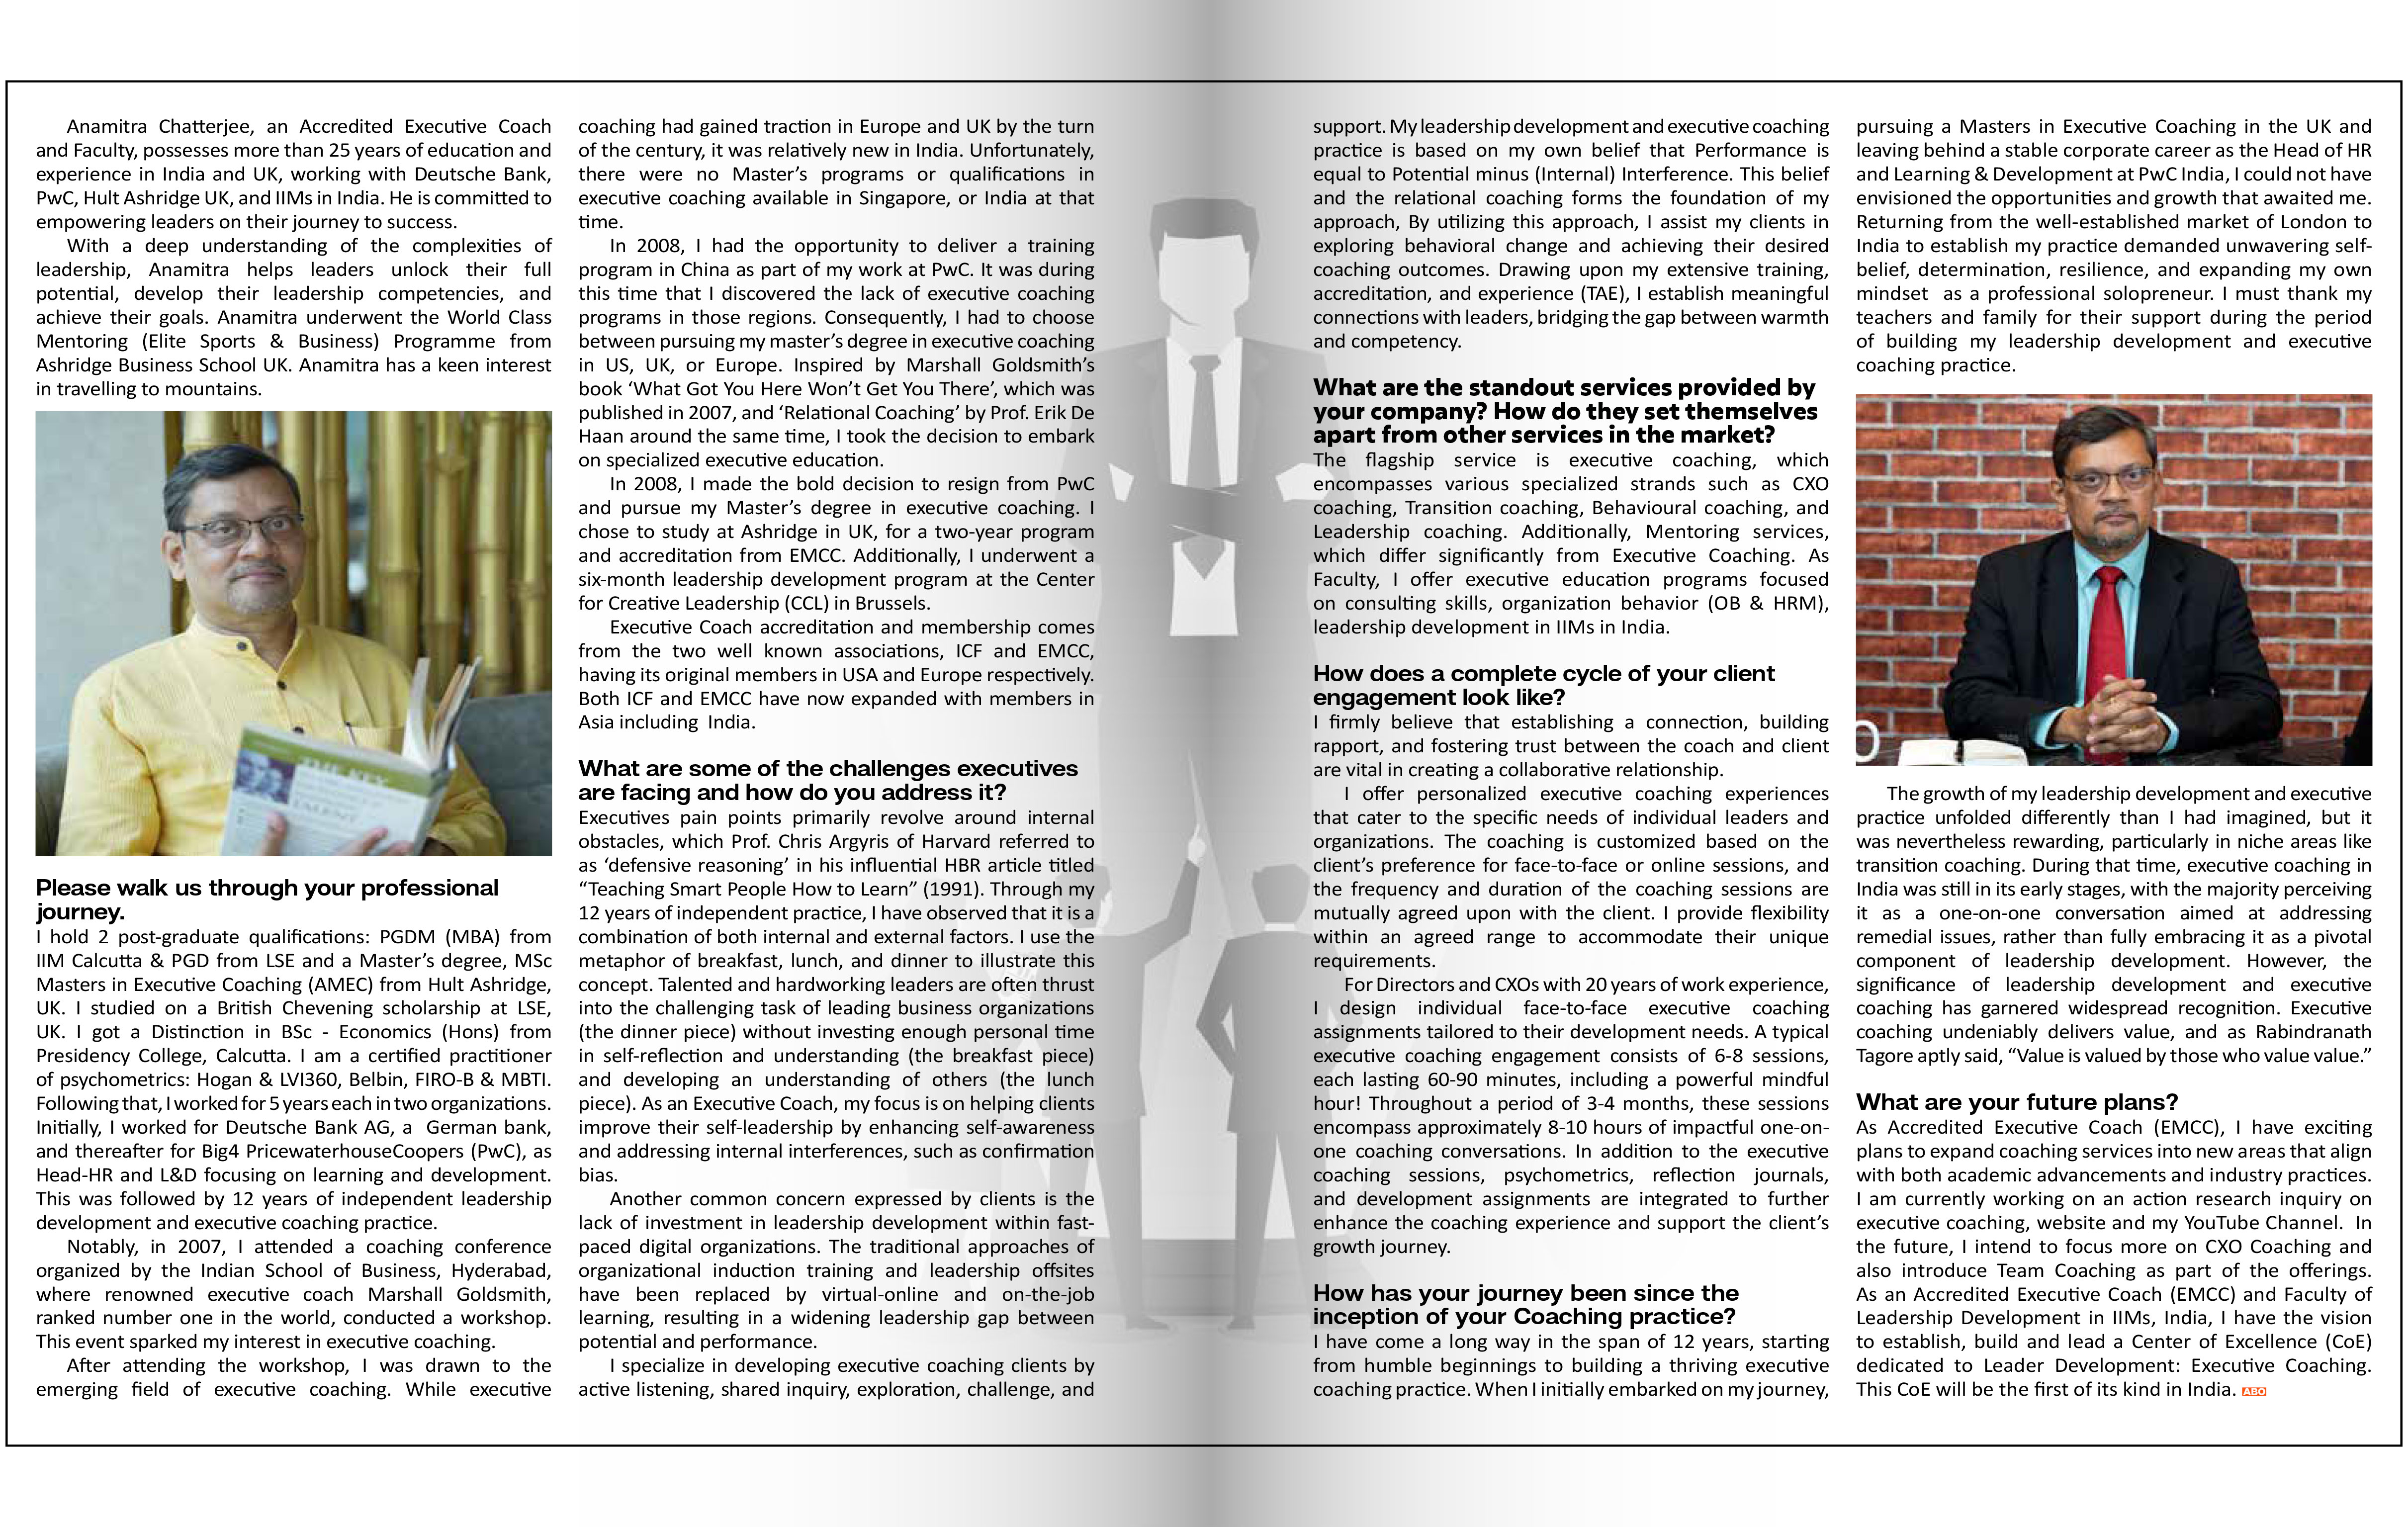 Anamitra Chatterjee, an Accredited Executive Coach
and Faculty, possesses more than 25 years of education and
experience in India and UK, working with Deutsche Bank,
PwC, Hult Ashridge UK, and IIMs in India. He is committed to
empowering leaders on their journey to success.
With a deep understanding of the complexities of
leadership, Anamitra helps leaders unlock their full
potential, develop their leadership competencies, and
achieve their goals. Anamitra underwent the World Class
Mentoring (Elite Sports & Business) Programme from
Ashridge Business School UK. Anamitra has a keen interest
in travelling to mountains.
THE KEY
Please walk us through your professional
journey.
I hold 2 post-graduate qualifications: PGDM (MBA) from
IIM Calcutta & PGD from LSE and a Master's degree, MSc
Masters in Executive Coaching (AMEC) from Hult Ashridge,
UK. I studied on a British Chevening scholarship at LSE,
UK. I got a Distinction in BSc - Economics (Hons) from
Presidency College, Calcutta. I am a certified practitioner
of psychometrics: Hogan & LVI360, Belbin, FIRO-B & MBTI.
Following that, I worked for 5 years each in two organizations.
Initially, I worked for Deutsche Bank AG, a German bank,
and thereafter for Big4 PricewaterhouseCoopers (PwC), as
Head-HR and L&D focusing on learning and development.
This was followed by 12 years of independent leadership
development and executive coaching practice.
Notably, in 2007, I attended a coaching conference
organized by the Indian School of Business, Hyderabad,
where renowned executive coach Marshall Goldsmith,
ranked number one in the world, conducted a workshop.
This event sparked my interest in executive coaching.
After attending the workshop, I was drawn to the
emerging field of executive coaching. While executive
coaching had gained traction in Europe and UK by the turn
of the century, it was relatively new in India. Unfortunately,
there were no Master's programs or qualifications in
executive coaching available in Singapore, or India at that
time.
In 2008, I had the opportunity to deliver a training
program in China as part of my work at PwC. It was during
this time that I discovered the lack of executive coaching
programs in those regions. Consequently, I had to choose
between pursuing my master's degree in executive coaching
in US, UK, or Europe. Inspired by Marshall Goldsmith's
book 'What Got You Here Won't Get You There', which was
published in 2007, and 'Relational Coaching' by Prof. Erik De
Haan around the same time, I took the decision to embark
on specialized executive education.
In 2008, I made the bold decision to resign from PwC
and pursue my Master's degree in executive coaching. I
chose to study at Ashridge in UK, for a two-year program
and accreditation from EMCC. Additionally, I underwent a
six-month leadership development program at the Center
for Creative Leadership (CCL) in Brussels.
Executive Coach accreditation and membership comes
from the two well known associations, ICF and EMCC,
having its original members in USA and Europe respectively.
Both ICF and EMCC have now expanded with members in
Asia including India.
What are some of the challenges executives
are facing and how do you address it?
Executives pain points primarily revolve around internal
obstacles, which Prof. Chris Argyris of Harvard referred to
as 'defensive reasoning' in his influential HBR article titled
"Teaching Smart People How to Learn" (1991). Through my
12 years of independent practice, I have observed that it is a
combination of both internal and external factors. I use the
metaphor of breakfast, lunch, and dinner to illustrate this
concept. Talented and hardworking leaders are often thrust
into the challenging task of leading business organizations
(the dinner piece) without investing enough personal time
in self-reflection and understanding (the breakfast piece)
and developing an understanding of others (the lunch
piece). As an Executive Coach, my focus is on helping clients
improve their self-leadership by enhancing self-awareness
and addressing internal interferences, such as confirmation
bias.
Another common concern expressed by clients is the
lack of investment in leadership development within fast-
paced digital organizations. The traditional approaches of
organizational induction training and leadership offsites
have been replaced by virtual-online and on-the-job
learning, resulting in a widening leadership gap between
potential and performance.
I specialize in developing executive coaching clients by
active listening, shared inquiry, exploration, challenge, and
support. My leadership development and executive coaching
practice is based on my own belief that Performance is
equal to Potential minus (Internal) Interference. This belief
and the relational coaching forms the foundation of my
approach, By utilizing this approach, I assist my clients in
exploring behavioral change and achieving their desired
coaching outcomes. Drawing upon my extensive training,
accreditation, and experience (TAE), I establish meaningful
connections with leaders, bridging the gap between warmth
and competency.
What are the standout services provided by
your company? How do they set themselves
apart from other services in the market?
The flagship service is executive coaching, which
encompasses various specialized strands such as CXO
coaching, Transition coaching, Behavioural coaching, and
Leadership coaching. Additionally, Mentoring services,
which differ significantly from Executive Coaching. As
Faculty, I offer executive education programs focused
on consulting skills, organization behavior (OB & HRM),
leadership development in IIMs in India.
How does a complete cycle of your client
engagement look like?
I firmly believe that establishing a connection, building
rapport, and fostering trust between the coach and client
are vital in creating a collaborative relationship.
I offer personalized executive coaching experiences
that cater to the specific needs of individual leaders and
organizations. The coaching is customized based on the
client's preference for face-to-face or online sessions, and
the frequency and duration of the coaching sessions are
mutually agreed upon with the client. I provide flexibility
within an agreed range to accommodate their unique
requirements.
For Directors and CXOs with 20 years of work experience,
I design individual face-to-face executive coaching
assignments tailored to their development needs. A typical
executive coaching engagement consists of 6-8 sessions,
each lasting 60-90 minutes, including a powerful mindful
hour! Throughout a period of 3-4 months, these sessions
encompass approximately 8-10 hours of impactful one-on-
one coaching conversations. In addition to the executive
coaching sessions, psychometrics, reflection journals,
and development assignments are integrated to further
enhance the coaching experience and support the client's
growth journey.
How has your journey been since the
inception of your Coaching practice?
I have come a long way in the span of 12 years, starting
from humble beginnings to building a thriving executive
coaching practice. When I initially embarked on my journey,
pursuing a Masters in Executive Coaching in the UK and
leaving behind a stable corporate career as the Head of HR
and Learning & Development at PwC India, I could not have
envisioned the opportunities and growth that awaited me.
Returning from the well-established market of London to
India to establish my practice demanded unwavering self-
belief, determination, resilience, and expanding my own
mindset as a professional solopreneur. I must thank my
teachers and family for their support during the period
of building my leadership development and executive
coaching practice.
The growth of my leadership development and executive
practice unfolded differently than I had imagined, but it
was nevertheless rewarding, particularly in niche areas like
transition coaching. During that time, executive coaching in
India was still in its early stages, with the majority perceiving
it as a one-on-one conversation aimed at addressing
remedial issues, rather than fully embracing it as a pivotal
component of leadership development. However, the
significance of leadership development and executive
coaching has garnered widespread recognition. Executive
coaching undeniably delivers value, and as Rabindranath
Tagore aptly said, "Value is valued by those who value value."
What are your future plans?
As Accredited Executive Coach (EMCC), I have exciting
plans to expand coaching services into new areas that align
with both academic advancements and industry practices.
I am currently working on an action research inquiry on
executive coaching, website and my YouTube Channel. In
the future, I intend to focus more on CXO Coaching and
also introduce Team Coaching as part of the offerings.
As an Accredited Executive Coach (EMCC) and Faculty of
Leadership Development in IIMs, India, I have the vision
to establish, build and lead a Center of Excellence (CoE)
dedicated to Leader Development: Executive Coaching.
This CoE will be the first of its kind in India. ABO